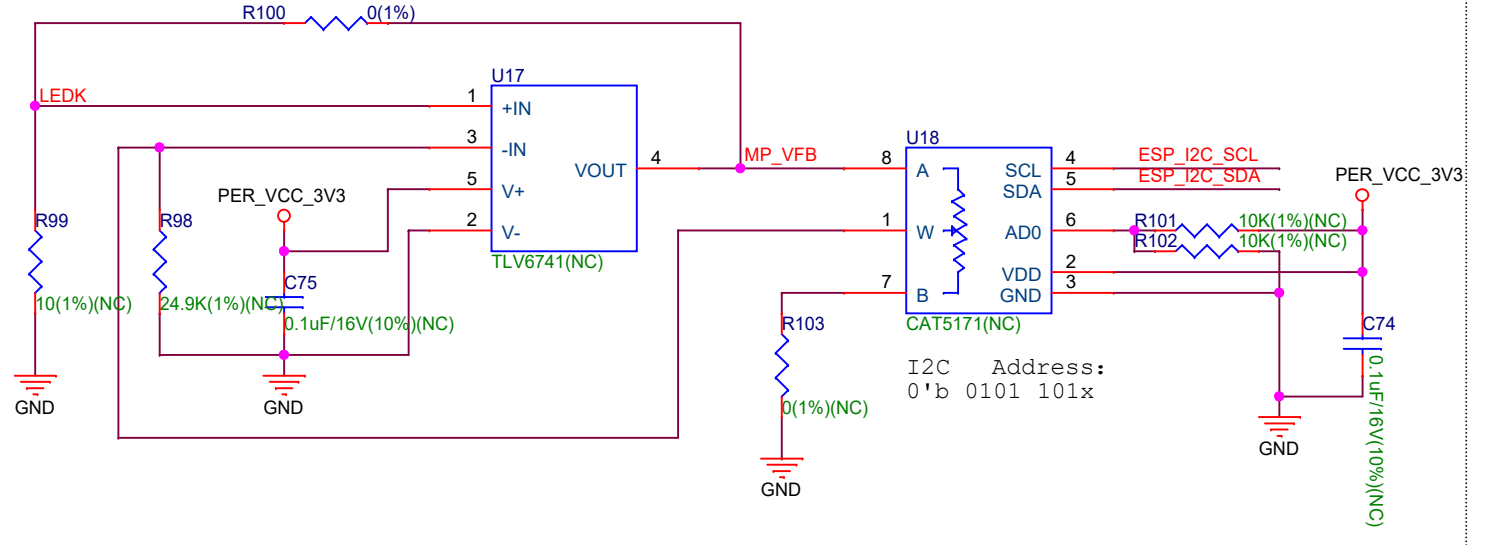 R100 0(1%)
U17
LEDK
1 +IN
3 -IN
VOUT 4
MP_VFB
5 V+
2 V-
TLV6741(NC)
PER_VCC_3V3
R99
R98
C75
10(1%)(NC)
24.9K(1%)(NC)
0.1uF/16V(10%)(NC)
GND
GND
U18
8 A
1 W
7 B
SCL 4 ESP_I2C_SCL
SDA 5 ESP_I2C_SDA
AD0 6
VDD 2
GND 3
CAT5171(NC)
PER_VCC_3V3
R101 10K(1%)(NC)
R102 10K(1%)(NC)
R103
0(1%)(NC)
GND
I2C Address:
0'b 0101 101x
C74
0.1uF/16V(10%)(NC)
GND